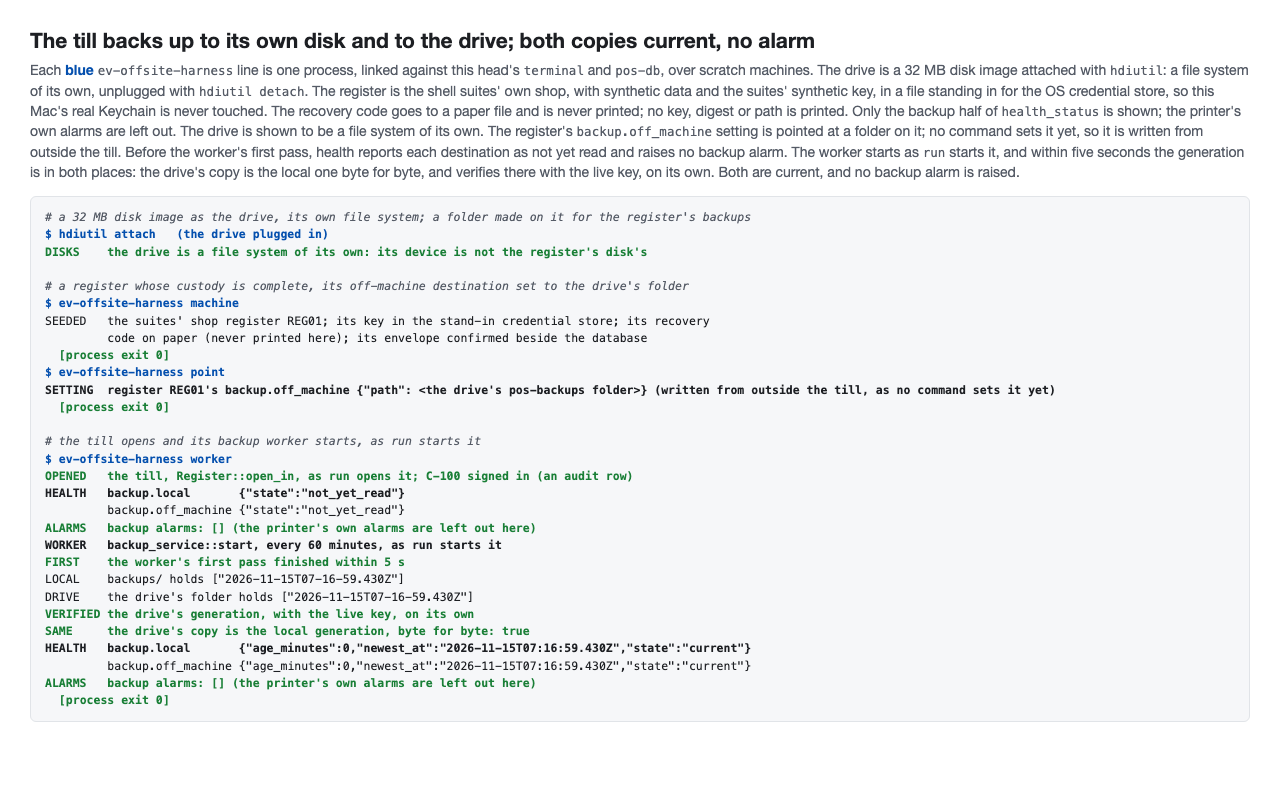 The till backs up to its own disk and to the drive; both copies current, no alarm
Each blue ev-offsite-harness line is one process, linked against this head's terminal and pos-db, over scratch machines. The drive is a 32 MB disk image attached with hdiutil: a file system
of its own, unplugged with hdiutil detach. The register is the shell suites' own shop, with synthetic data and the suites' synthetic key, in a file standing in for the OS credential store, so this
Mac's real Keychain is never touched. The recovery code goes to a paper file and is never printed; no key, digest or path is printed. Only the backup half of health_status is shown; the printer's
own alarms are left out. The drive is shown to be a file system of its own. The register's backup.off_machine setting is pointed at a folder on it; no command sets it yet, so it is written from
outside the till. Before the worker's first pass, health reports each destination as not yet read and raises no backup alarm. The worker starts as run starts it, and within five seconds the generation
is in both places: the drive's copy is the local one byte for byte, and verifies there with the live key, on its own. Both are current, and no backup alarm is raised.
# a 32 MB disk image as the drive, its own file system; a folder made on it for the register's backups
$ hdiutil attach   (the drive plugged in)
DISKS    the drive is a file system of its own: its device is not the register's disk's
# a register whose custody is complete, its off-machine destination set to the drive's folder
$ ev-offsite-harness machine
SEEDED   the suites' shop register REG01; its key in the stand-in credential store; its recovery
         code on paper (never printed here); its envelope confirmed beside the database
  [process exit 0]
$ ev-offsite-harness point
SETTING  register REG01's backup.off_machine {"path": <the drive's pos-backups folder>} (written from outside the till, as no command sets it yet)
  [process exit 0]
# the till opens and its backup worker starts, as run starts it
$ ev-offsite-harness worker
OPENED   the till, Register::open_in, as run opens it; C-100 signed in (an audit row)
HEALTH   backup.local       {"state":"not_yet_read"}
         backup.off_machine {"state":"not_yet_read"}
ALARMS   backup alarms: [] (the printer's own alarms are left out here)
WORKER   backup_service::start, every 60 minutes, as run starts it
FIRST    the worker's first pass finished within 5 s
LOCAL    backups/ holds ["2026-11-15T07-16-59.430Z"]
DRIVE    the drive's folder holds ["2026-11-15T07-16-59.430Z"]
VERIFIED the drive's generation, with the live key, on its own
SAME     the drive's copy is the local generation, byte for byte: true
HEALTH   backup.local       {"age_minutes":0,"newest_at":"2026-11-15T07:16:59.430Z","state":"current"}
         backup.off_machine {"age_minutes":0,"newest_at":"2026-11-15T07:16:59.430Z","state":"current"}
ALARMS   backup alarms: [] (the printer's own alarms are left out here)
  [process exit 0]